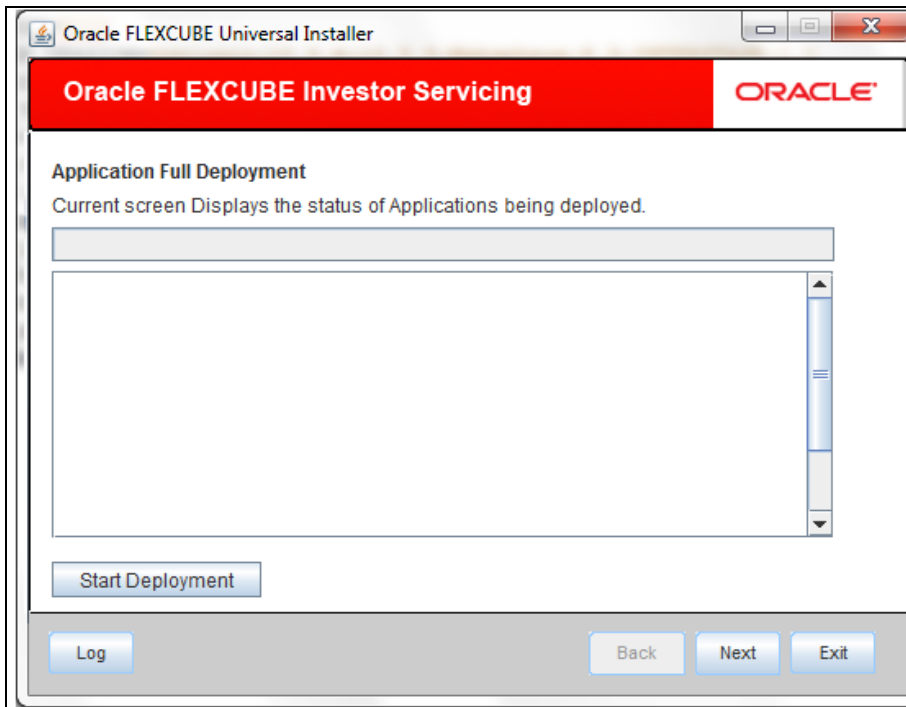 Oracle FLEXCUBE Universal Installer
Oracle FLEXCUBE Investor Servicing
ORACLE
Application Full Deployment
Current screen Displays the status of Applications being deployed.
Start Deployment
Log
Back
Next
Exit